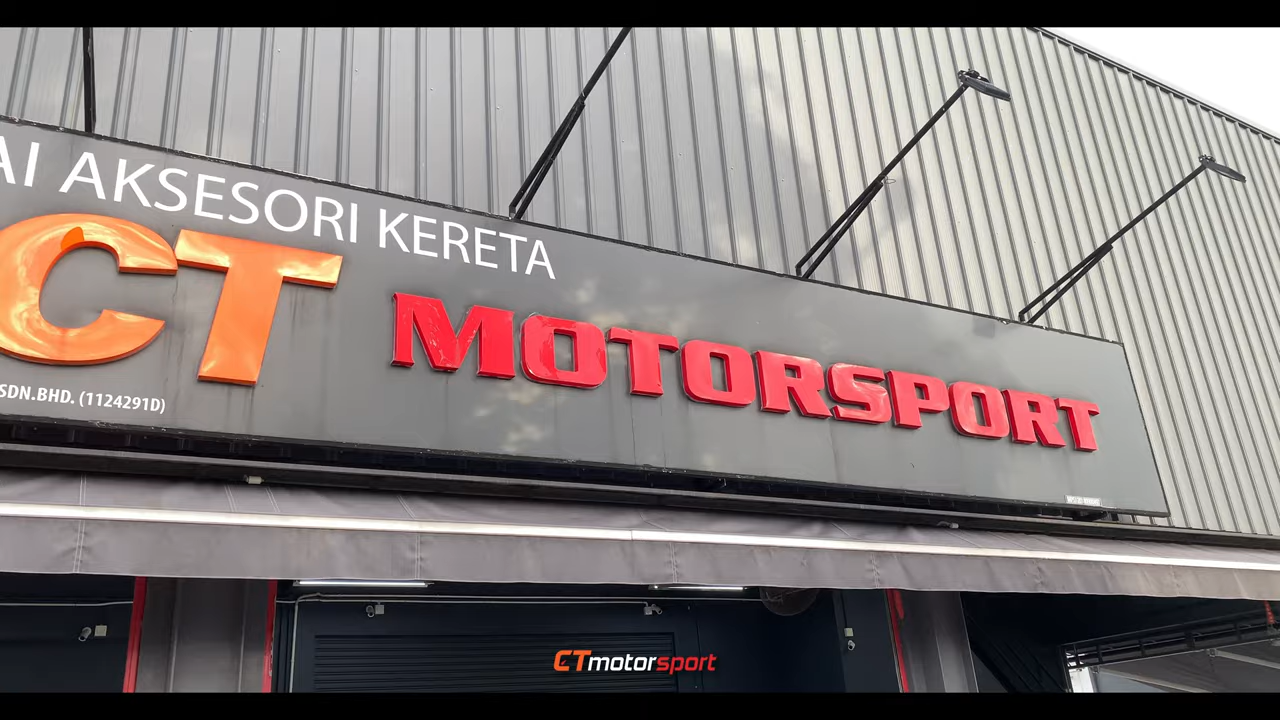 AI AKSESORI KERETA
CT MOTORSPORT
SDN.BHD. (1124291D)
CTmotorsport